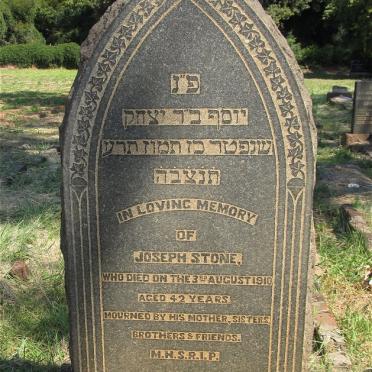 פ נ
יוסף ב״ר יצחק
שנפטר כז תמוז תרע
תנצבה
IN LOVING MEMORY
OF
JOSEPH STONE.
WHO DIED ON THE 3RD AUGUST 1910
AGED 42 YEARS.
MOURNED BY HIS MOTHER, SISTERS
BROTHERS & FRIENDS.
M.H.S.R.I.P.